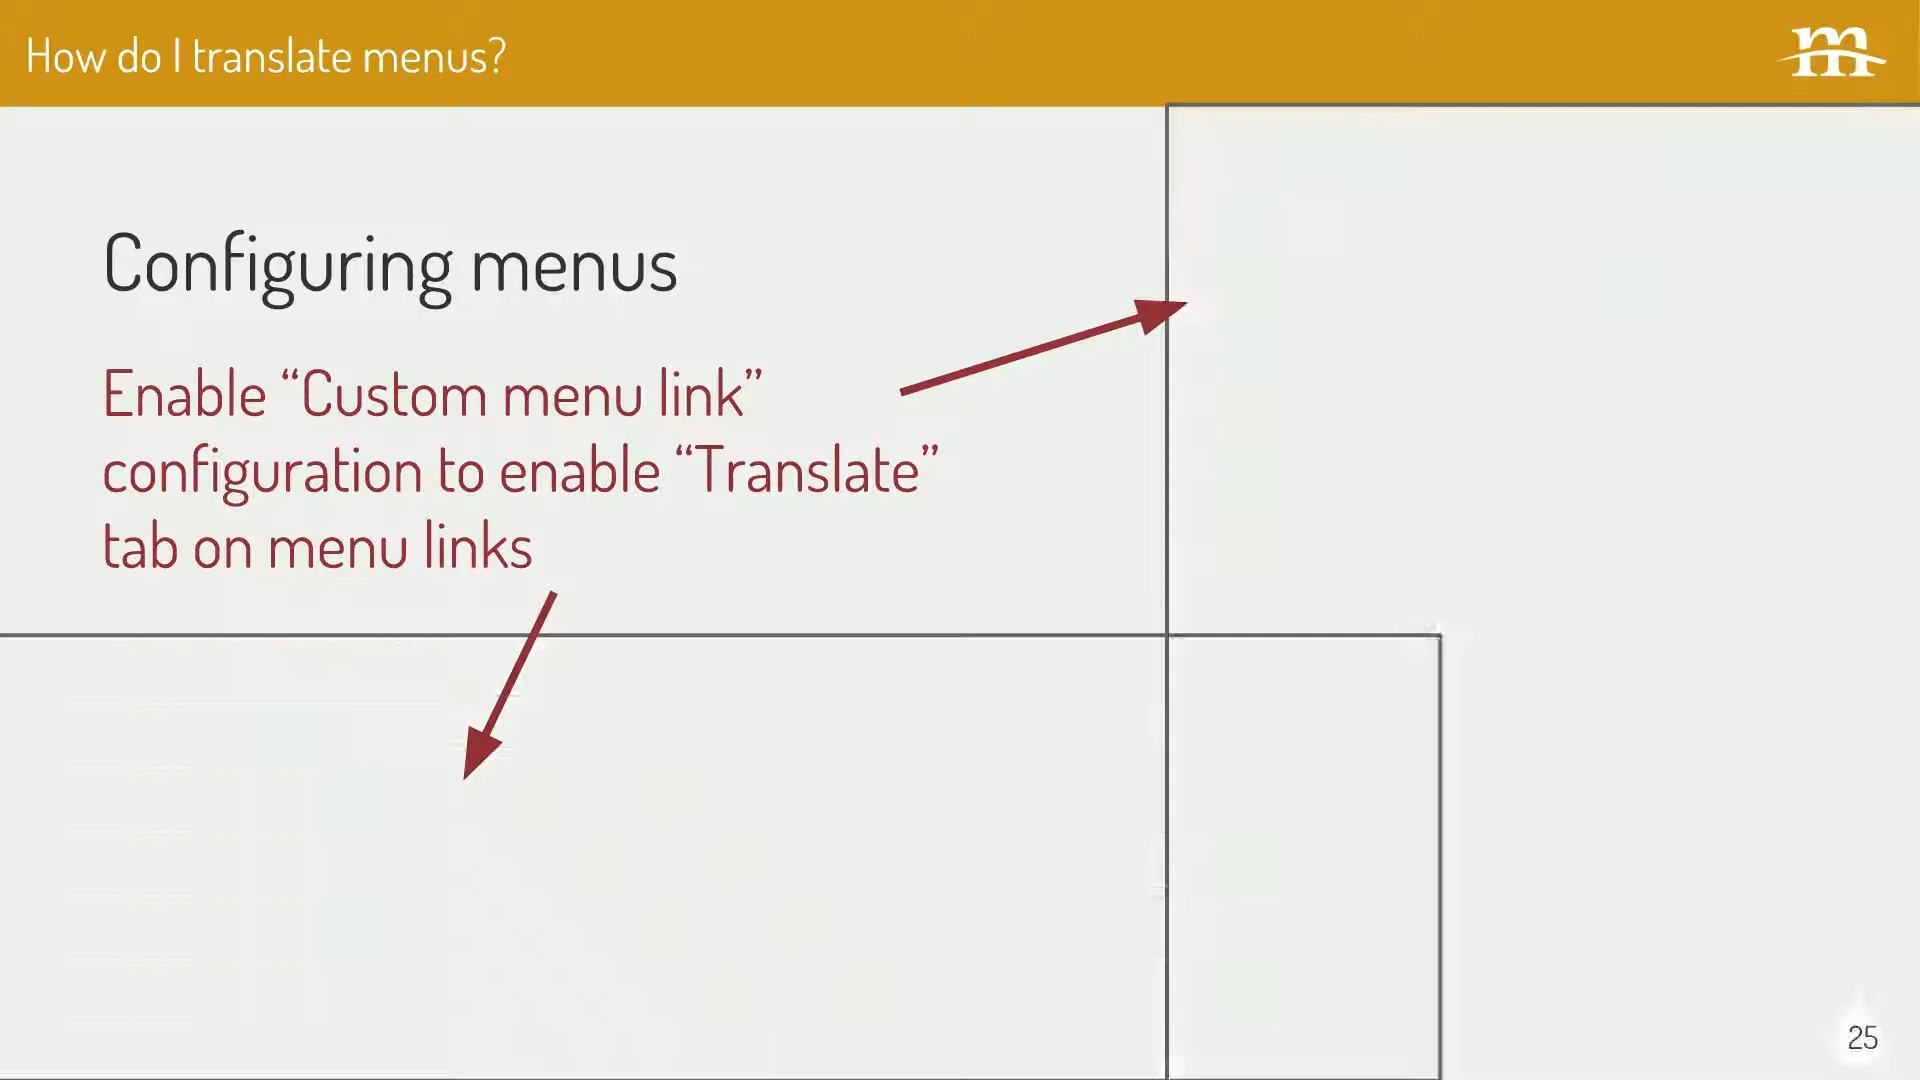 How do I translate menus?
m
Configuring menus
Enable “Custom menu link”
configuration to enable “Translate”
tab on menu links
25